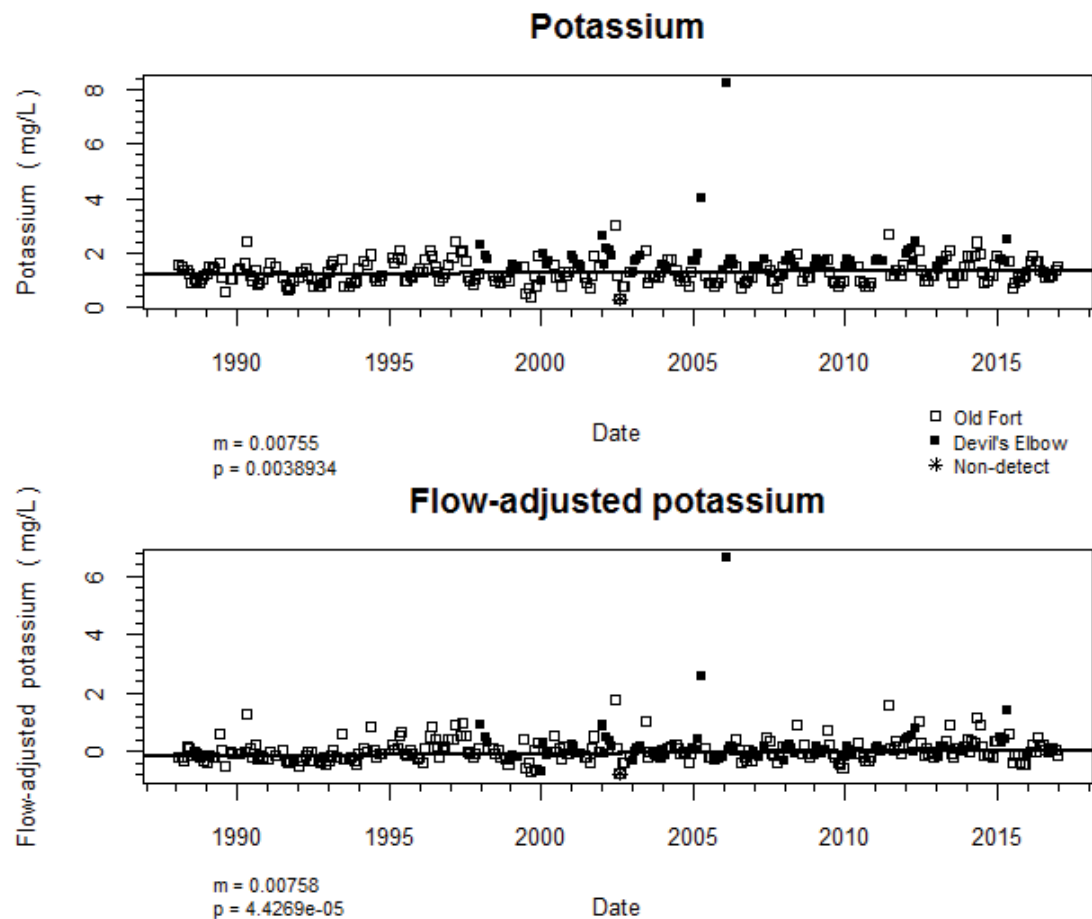 Potassium
Potassium ( mg/L )
8
6
4
2
0
1990 1995 2000 2005 2010 2015
Date
m = 0.00755
p = 0.0038934
Old Fort
Devil's Elbow
Non-detect
Flow-adjusted potassium
Flow-adjusted potassium ( mg/L )
6
4
2
0
1990 1995 2000 2005 2010 2015
Date
m = 0.00758
p = 4.4269e-05